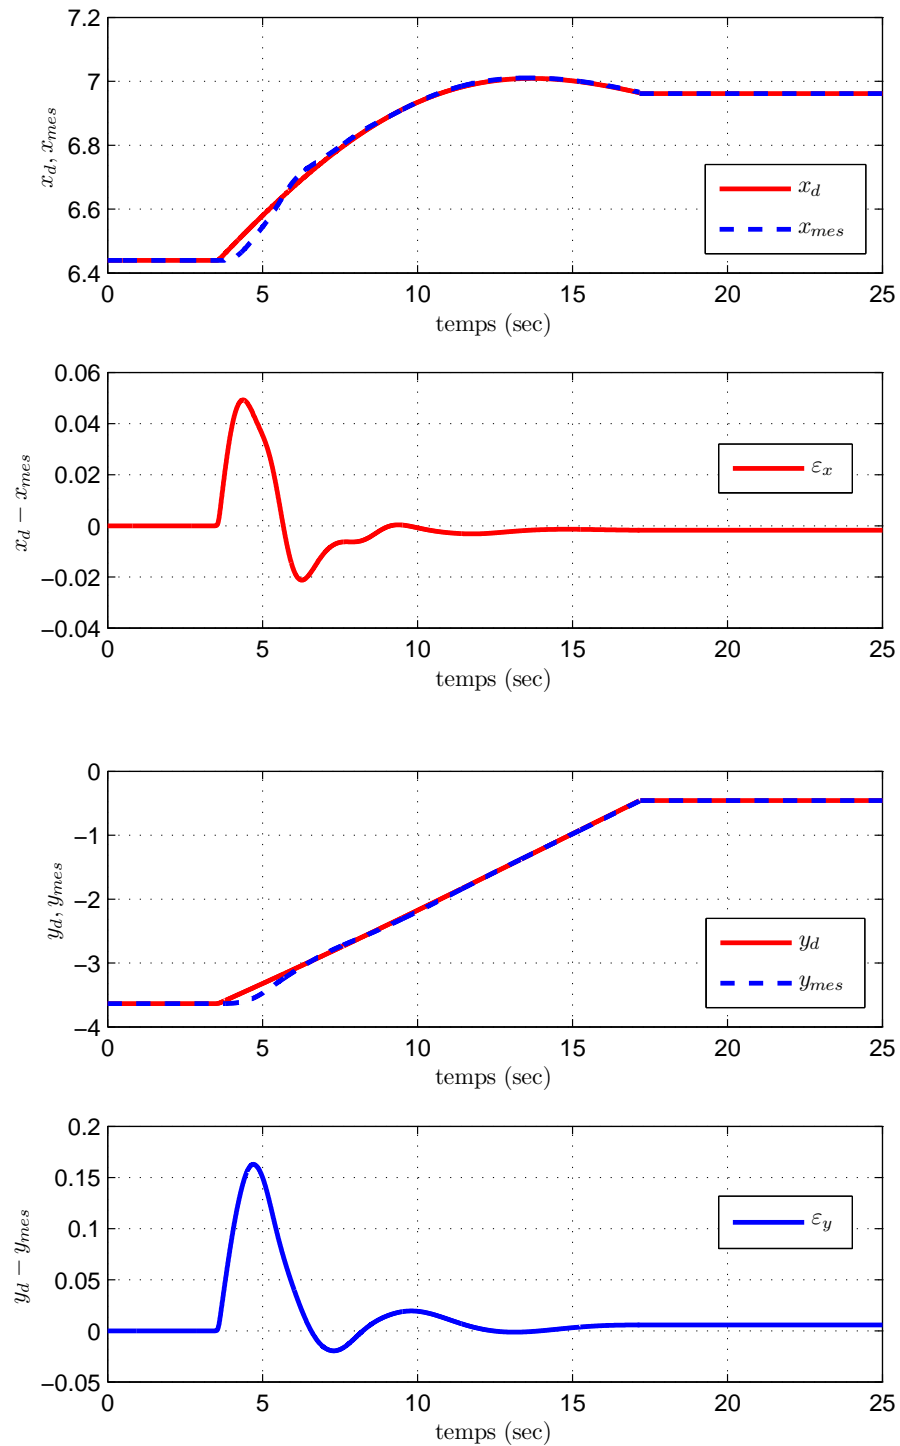 7.2
7
6.8
6.6
6.4
x_d, x_mes
x_d
x_mes
0 5 10 15 20 25
temps (sec)
0.06
0.04
0.02
0
−0.02
−0.04
x_d − x_mes
ε_x
0 5 10 15 20 25
temps (sec)
0
−1
−2
−3
−4
y_d, y_mes
y_d
y_mes
0 5 10 15 20 25
temps (sec)
0.2
0.15
0.1
0.05
0
−0.05
y_d − y_mes
ε_y
0 5 10 15 20 25
temps (sec)